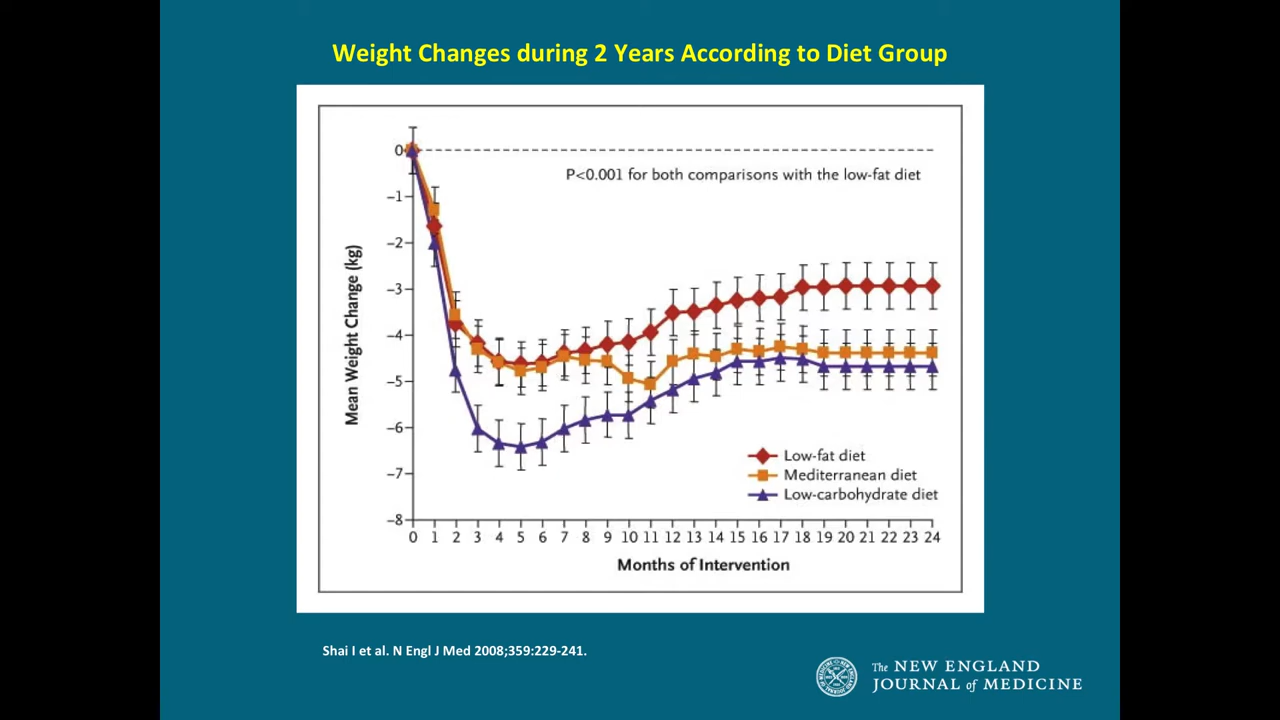 Weight Changes during 2 Years According to Diet Group
0
P<0.001 for both comparisons with the low-fat diet
−1
−2
−3
−4
−5
−6
−7
−8
Mean Weight Change (kg)
Low-fat diet
Mediterranean diet
Low-carbohydrate diet
0 1 2 3 4 5 6 7 8 9 10 11 12 13 14 15 16 17 18 19 20 21 22 23 24
Months of Intervention
Shai I et al. N Engl J Med 2008;359:229-241.
The NEW ENGLAND
JOURNAL of MEDICINE